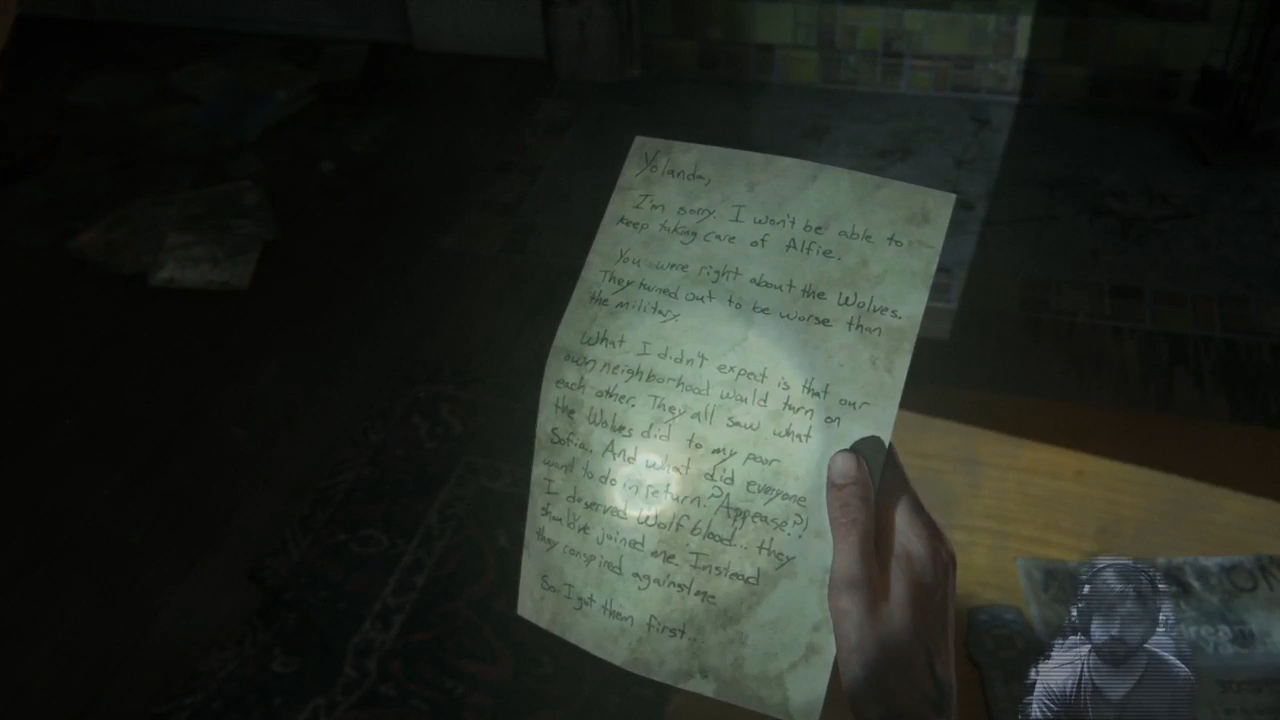 Yolanda,
I'm sorry. I won't be able to
keep taking care of Alfie.
You were right about the Wolves.
They turned out to be worse than
the military.
What I didn't expect is that our
own neighborhood would turn on
each other. They all saw what
the Wolves did to my poor
Sofia. And what did everyone
want to do in return? Appease?!
I deserved Wolf blood... they
should've joined me. Instead
they conspired against me
So I got them first...